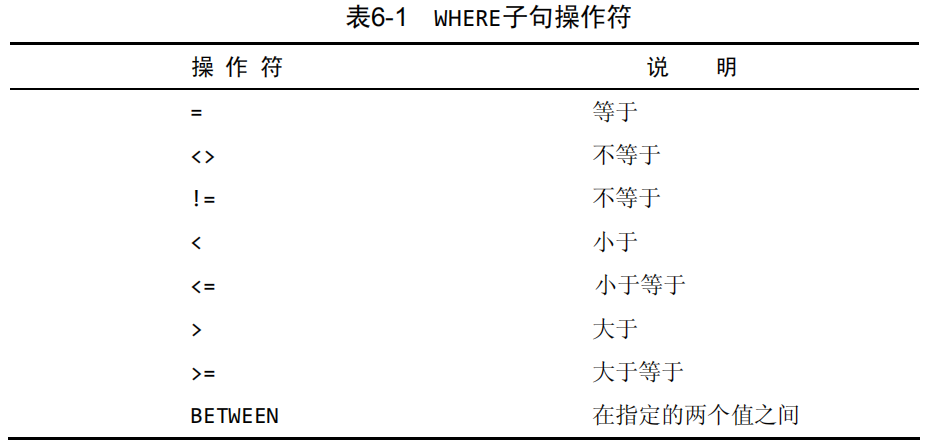 表6-1 WHERE子句操作符
操 作 符 说 明
= 等于
<> 不等于
!= 不等于
< 小于
<= 小于等于
> 大于
>= 大于等于
BETWEEN 在指定的两个值之间